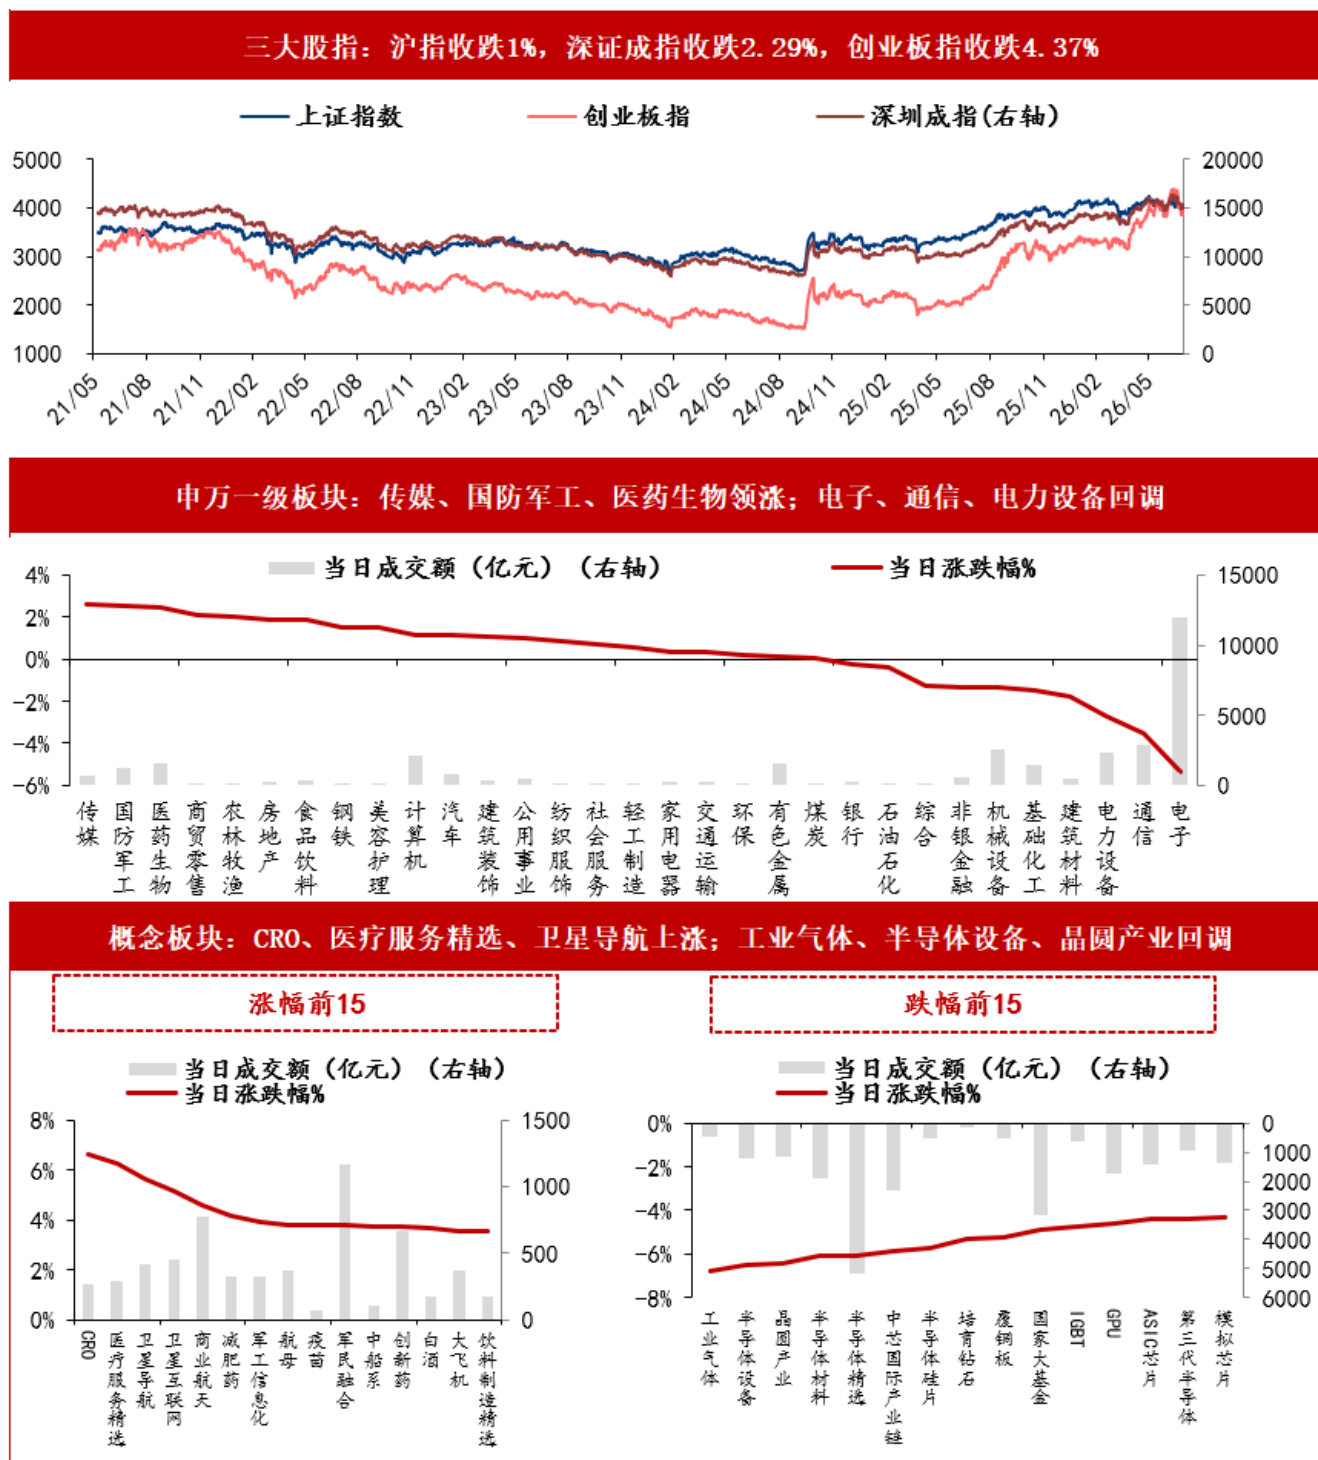 三大股指：沪指收跌1%，深证成指收跌2.29%，创业板指收跌4.37%
上证指数 创业板指 深圳成指(右轴)
5000 20000
4000 15000
3000 10000
2000 5000
1000 0
21/05 21/08 21/11 22/02 22/05 22/08 22/11 23/02 23/05 23/08 23/11 24/02 24/05 24/08 24/11 25/02 25/05 25/08 25/11 26/02 26/05
申万一级板块：传媒、国防军工、医药生物领涨；电子、通信、电力设备回调
当日成交额（亿元）（右轴） 当日涨跌幅%
4% 15000
2%
10000
0%
-2%
5000
-4%
-6% 0
传媒 国防军工 医药生物 商贸零售 农林牧渔 房地产 食品饮料 钢铁 美容护理 计算机 汽车 建筑装饰 公用事业 纺织服饰 社会服务 轻工制造 家用电器 交通运输 环保 有色金属 煤炭 银行 石油石化 综合 非银金融 机械设备 基础化工 建筑材料 电力设备 通信 电子
概念板块：CRO、医疗服务精选、卫星导航上涨；工业气体、半导体设备、晶圆产业回调
涨幅前15
当日成交额（亿元）（右轴）
当日涨跌幅%
8% 1500
6%
1000
4%
500
2%
0% 0
CRO 医疗服务精选 卫星导航 卫星互联网 商业航天 减肥药 军工信息化 航母 疫苗 军民融合 中船系 创新药 白酒 大飞机 饮料制造精选
跌幅前15
当日成交额（亿元）（右轴）
当日涨跌幅%
0% 0
1000
-2%
2000
-4% 3000
4000
-6%
5000
-8% 6000
工业气体 半导体设备 晶圆产业 半导体材料 半导体精选 中芯国际产业链 半导体硅片 培育钻石 覆铜板 国家大基金 IGBT GPU ASIC芯片 第三代半导体 模拟芯片